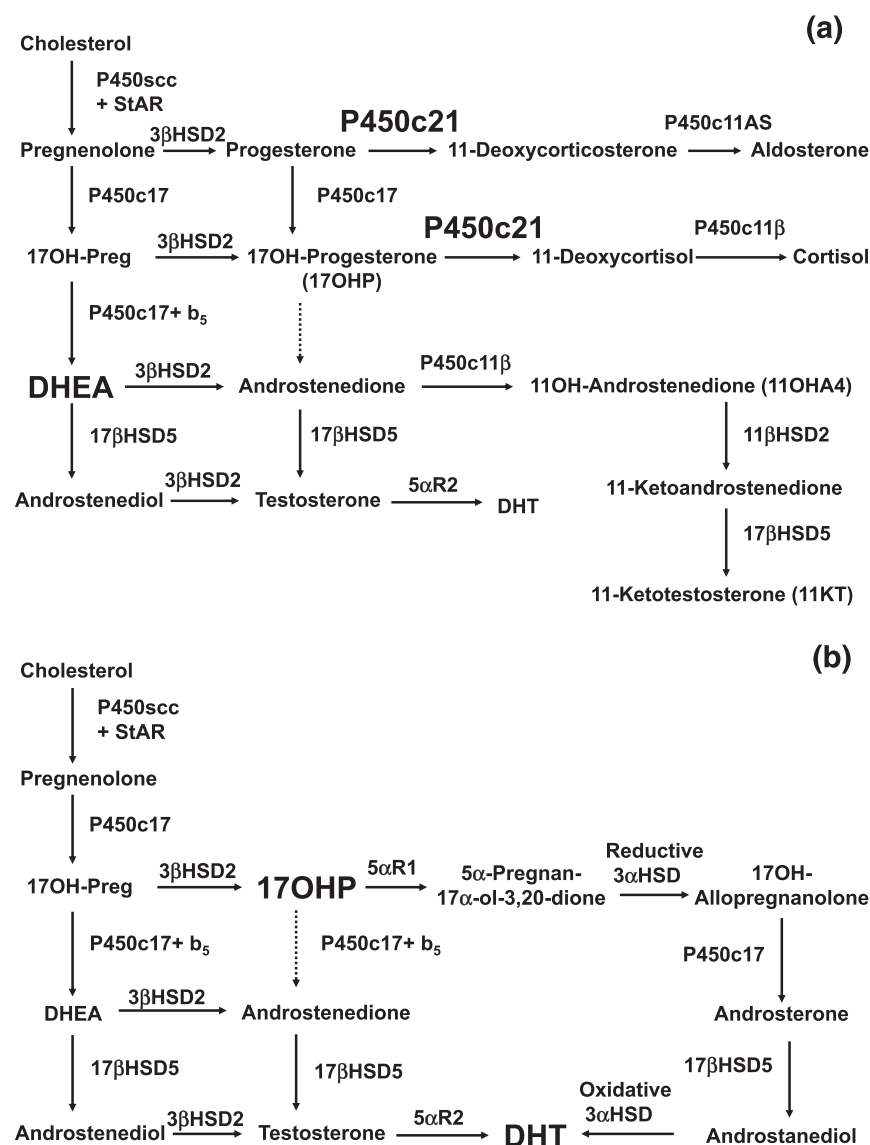 (a)
Cholesterol
P450scc
+ StAR
P450c21
3βHSD2
P450c11AS
Pregnenolone
Progesterone
11-Deoxycorticosterone
Aldosterone
P450c17
P450c17
P450c21
3βHSD2
P450c11β
17OH-Preg
17OH-Progesterone
(17OHP)
11-Deoxycortisol
Cortisol
P450c17+ b₅
3βHSD2
P450c11β
DHEA
Androstenedione
11OH-Androstenedione (11OHA4)
17βHSD5
17βHSD5
11βHSD2
3βHSD2
5αR2
Androstenediol
Testosterone
DHT
11-Ketoandrostenedione
17βHSD5
11-Ketotestosterone (11KT)
(b)
Cholesterol
P450scc
+ StAR
Pregnenolone
P450c17
3βHSD2
5αR1
Reductive
3αHSD
17OH-Preg
17OHP
5α-Pregnan-
17α-ol-3,20-dione
17OH-
Allopregnanolone
P450c17+ b₅
P450c17+ b₅
P450c17
3βHSD2
DHEA
Androstenedione
Androsterone
17βHSD5
17βHSD5
17βHSD5
3βHSD2
5αR2
Oxidative
3αHSD
Androstenediol
Testosterone
DHT
Androstanediol